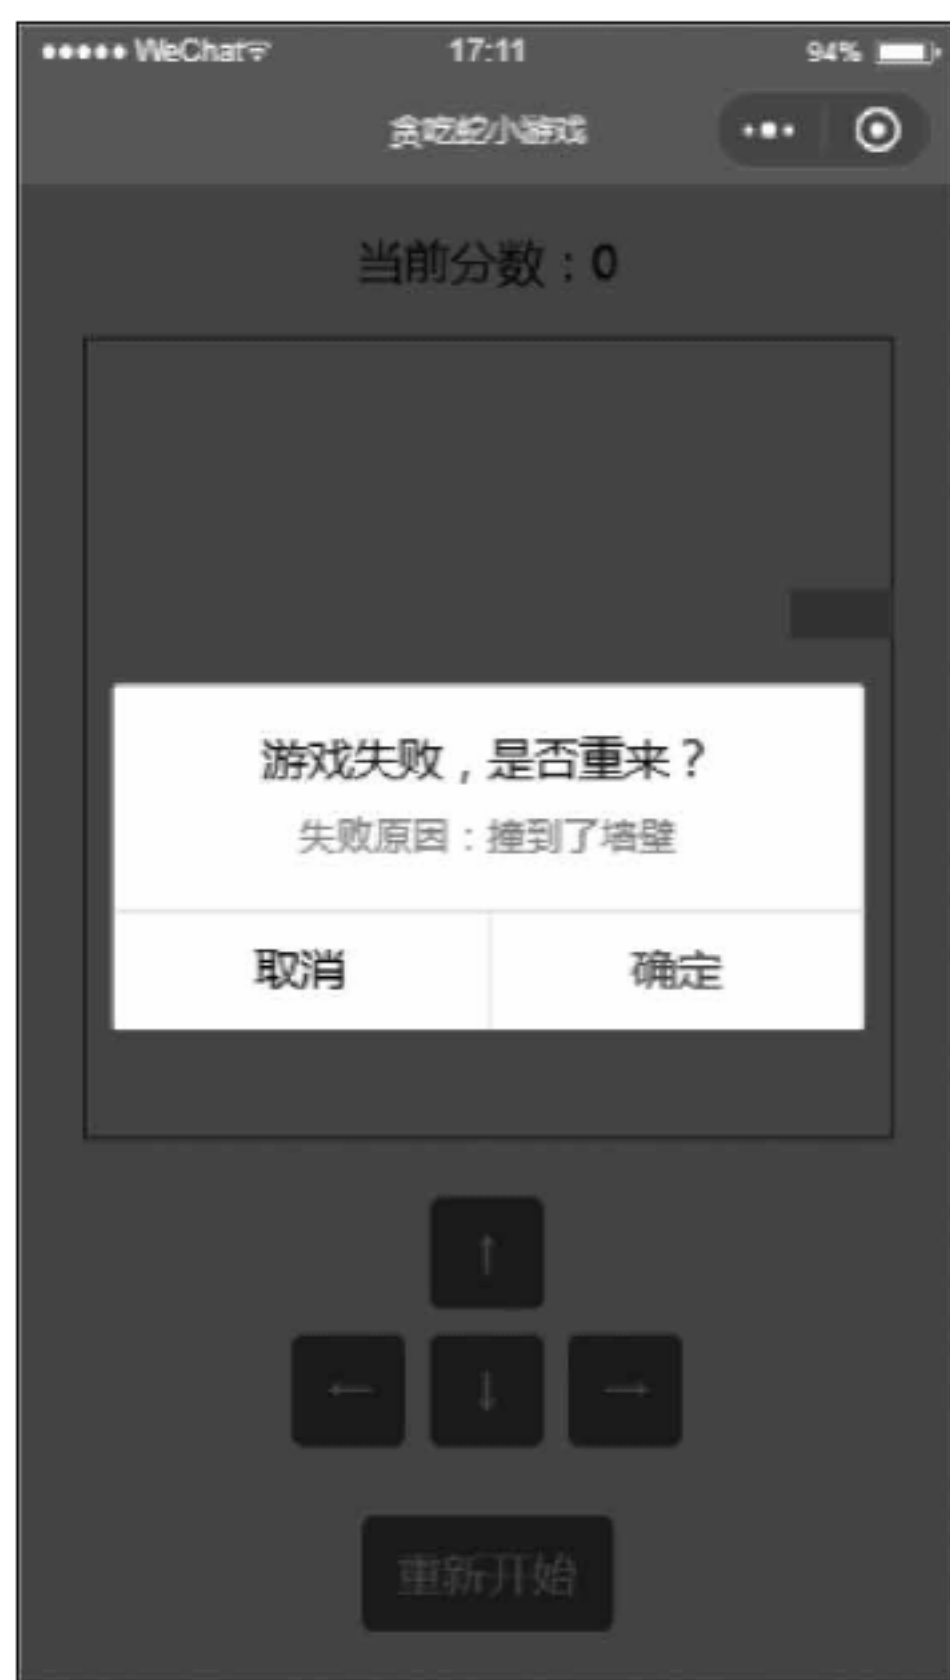 ●●●●● WeChat 17:11 94%
贪吃蛇小游戏
当前分数：0
游戏失败，是否重来？
失败原因：撞到了墙壁
取消 确定
↑
← ↓ →
重新开始